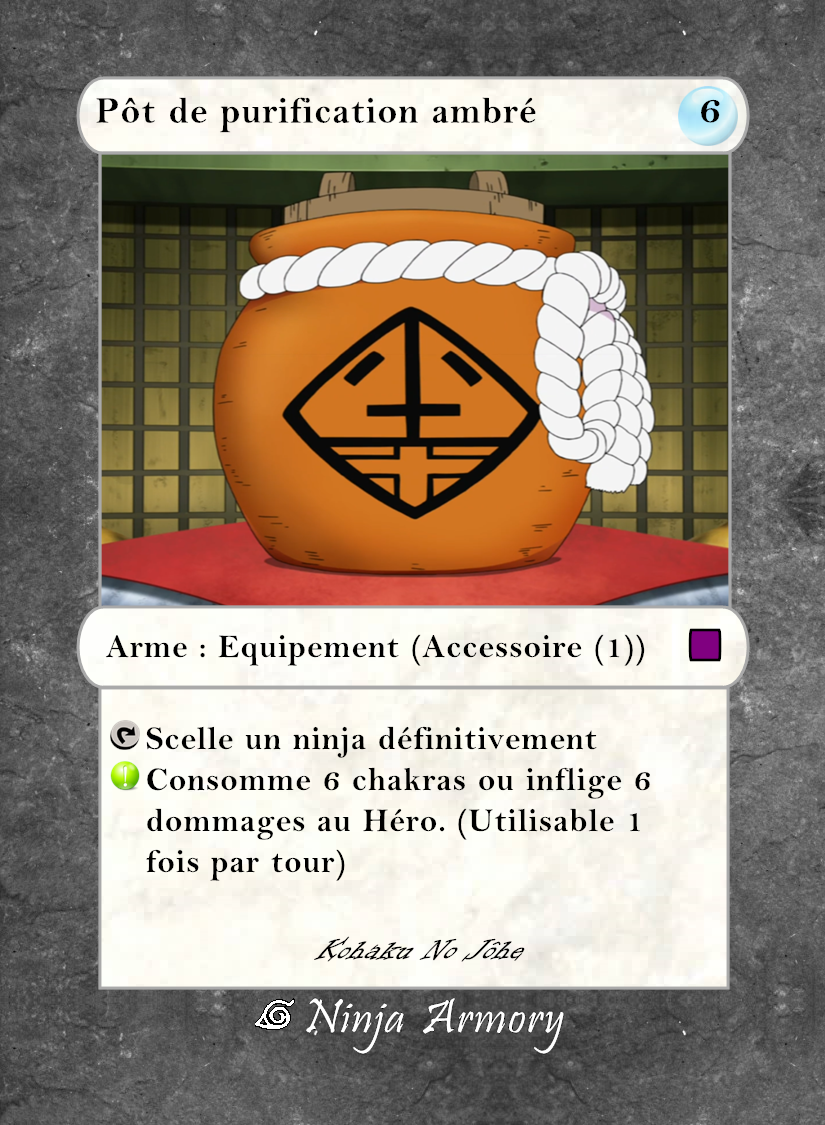 Pôt de purification ambré
6
Arme : Equipement (Accessoire (1))
Scelle un ninja définitivement
Consomme 6 chakras ou inflige 6
dommages au Héro. (Utilisable 1
fois par tour)
Kohaku No Jôhe
Ninja Armory